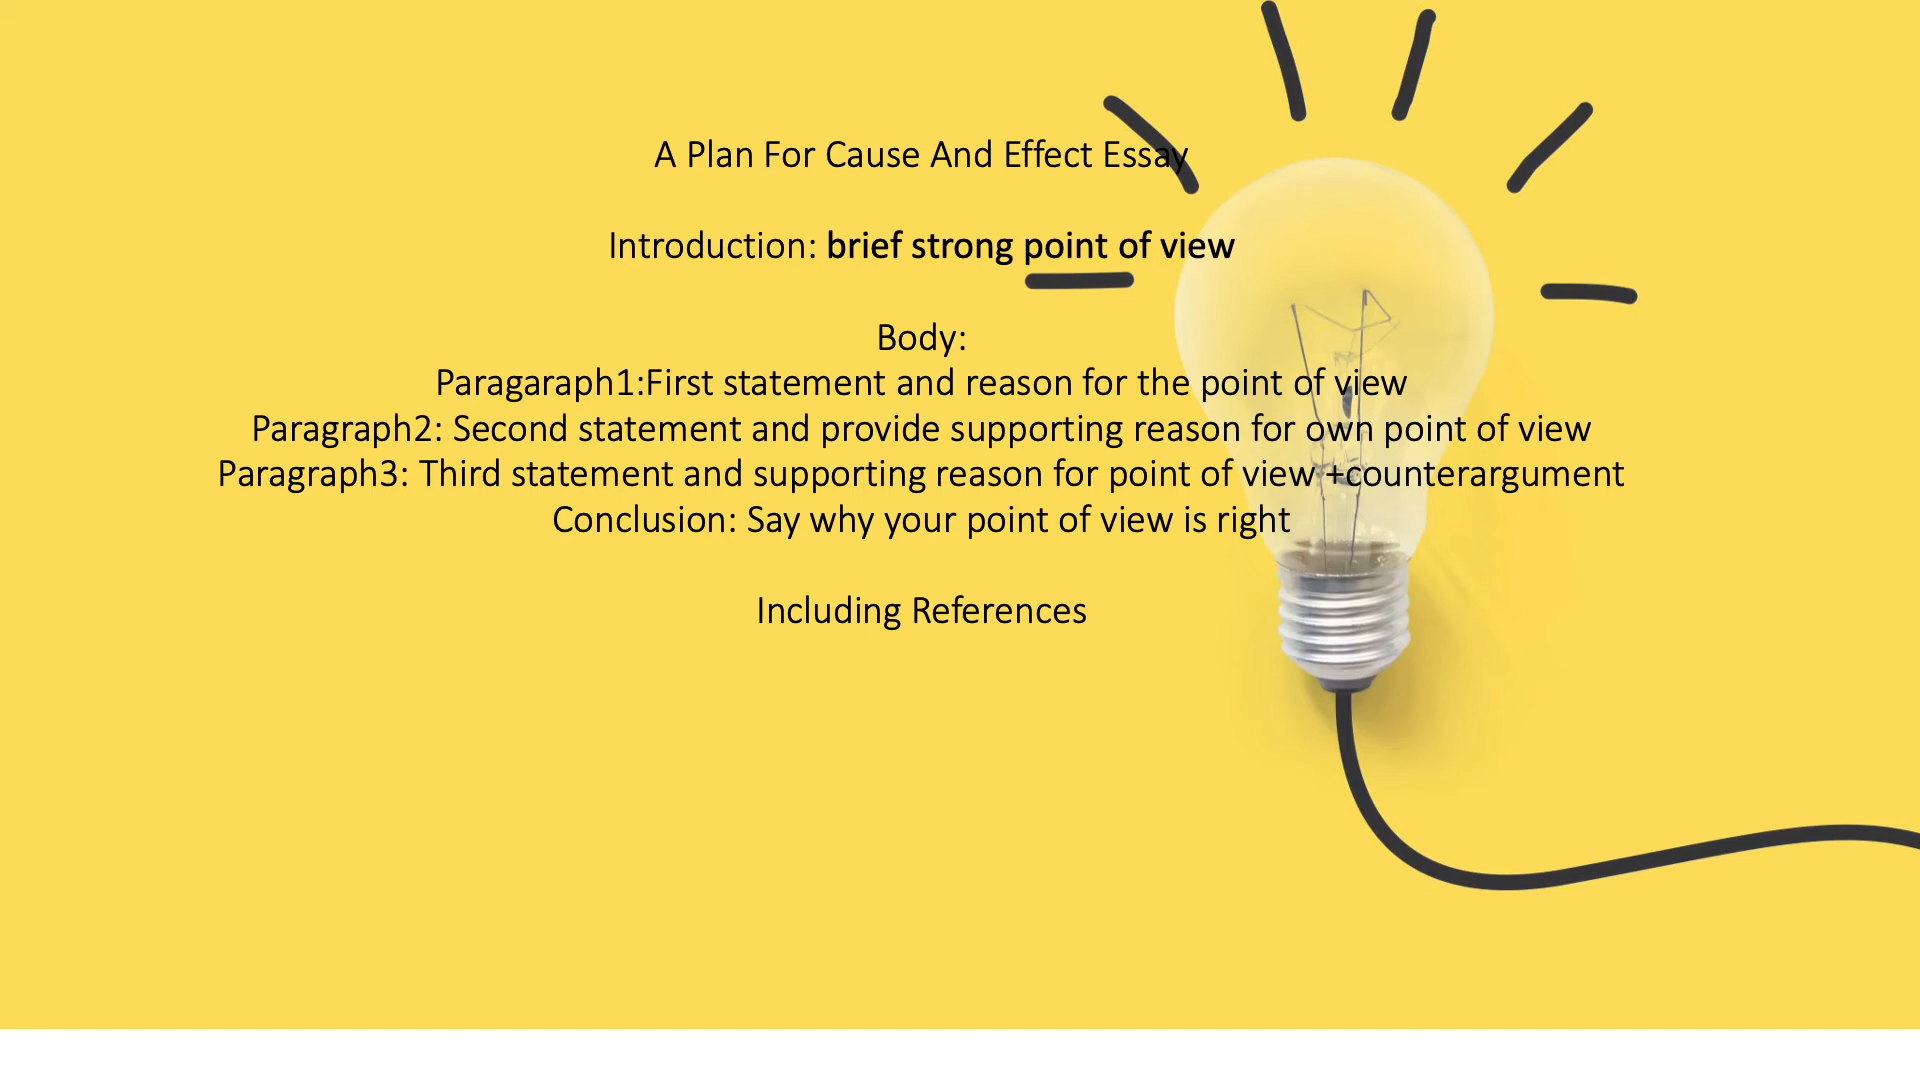 A Plan For Cause And Effect Essay
Introduction: brief strong point of view
Body:
Paragaraph1:First statement and reason for the point of view
Paragraph2: Second statement and provide supporting reason for own point of view
Paragraph3: Third statement and supporting reason for point of view +counterargument
Conclusion: Say why your point of view is right
Including References